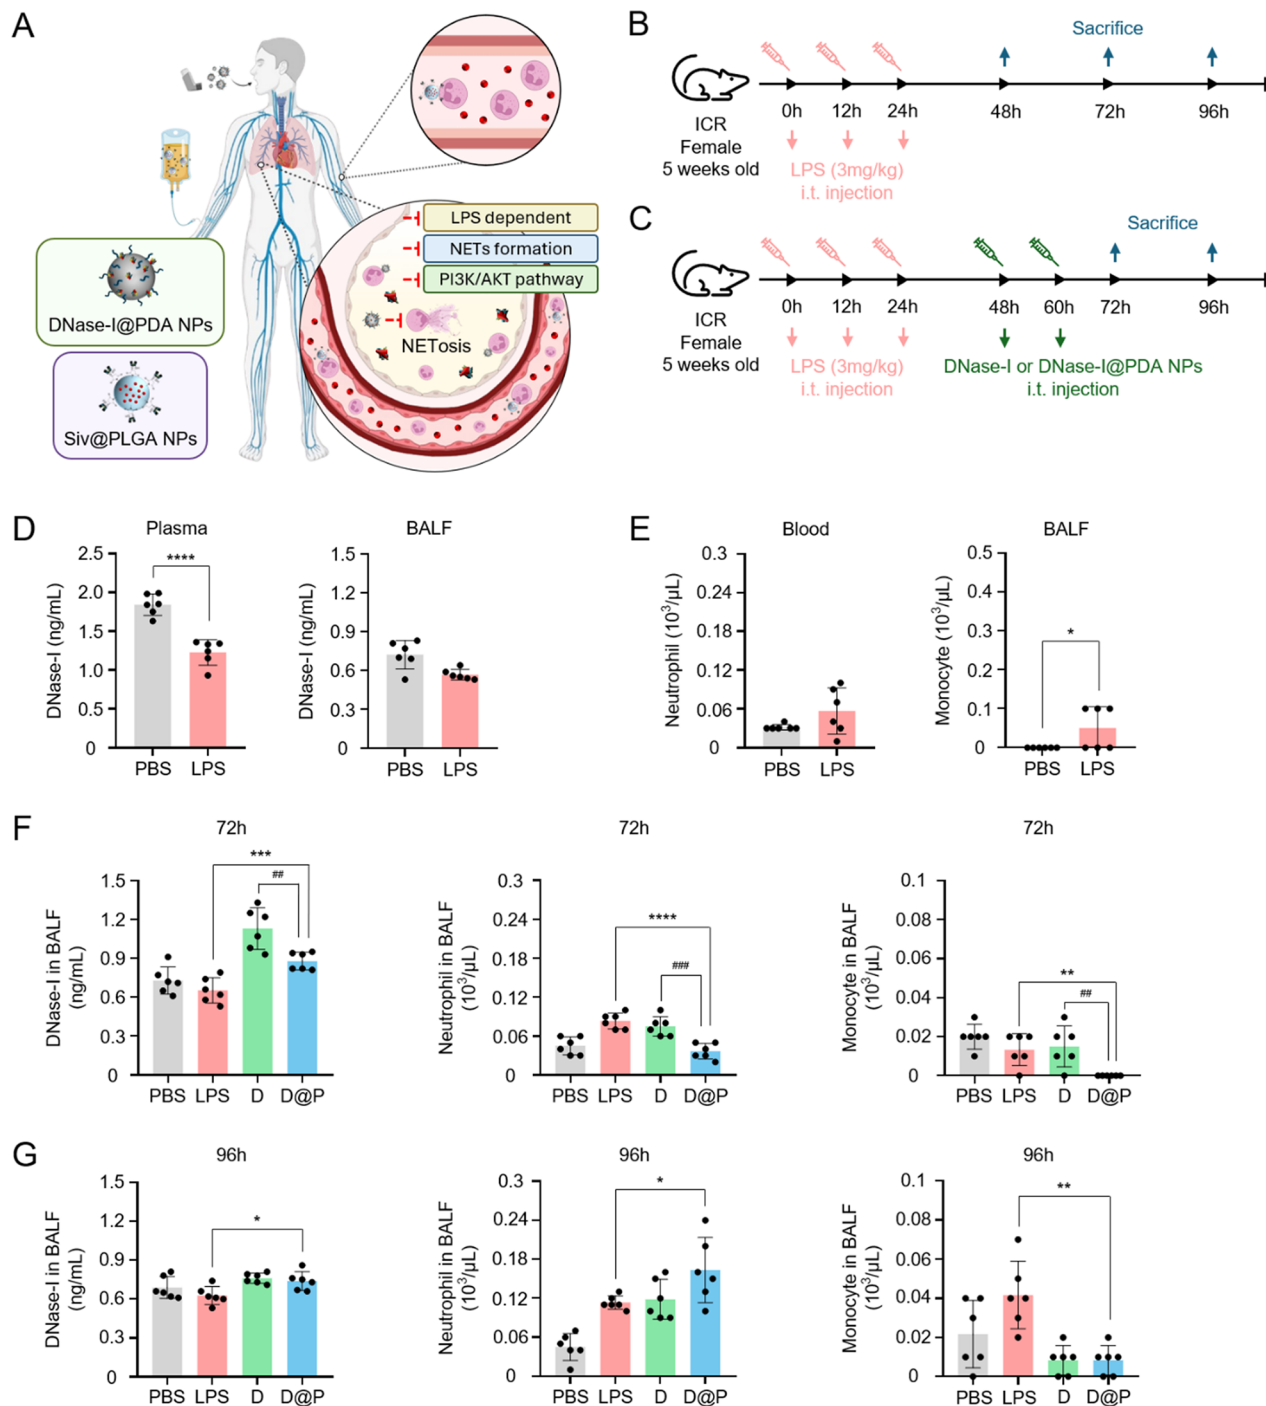 A
LPS dependent
NETs formation
PI3K/AKT pathway
NETosis
DNase-I@PDA NPs
Siv@PLGA NPs
B
Sacrifice
0h 12h 24h 48h 72h 96h
ICR
Female
5 weeks old
LPS (3mg/kg)
i.t. injection
C
Sacrifice
0h 12h 24h 48h 60h 72h 96h
ICR
Female
5 weeks old
LPS (3mg/kg)
i.t. injection
DNase-I or DNase-I@PDA NPs
i.t. injection
D
Plasma
DNase-I (ng/mL)
2.5
2.0
1.5
1.0
0.5
0
****
PBS LPS
BALF
DNase-I (ng/mL)
1.5
1.2
0.9
0.6
0.3
0
PBS LPS
E
Blood
Neutrophil (10³/µL)
0.3
0.24
0.18
0.12
0.06
0
PBS LPS
BALF
Monocyte (10³/µL)
0.5
0.4
0.3
0.2
0.1
0
*
PBS LPS
F
72h
DNase-I in BALF
(ng/mL)
1.5
1.2
0.9
0.6
0.3
0
***
##
PBS LPS D D@P
72h
Neutrophil in BALF
(10³/µL)
0.3
0.24
0.18
0.12
0.06
0
****
###
PBS LPS D D@P
72h
Monocyte in BALF
(10³/µL)
0.1
0.08
0.06
0.04
0.02
0
**
##
PBS LPS D D@P
G
96h
DNase-I in BALF
(ng/mL)
1.5
1.2
0.9
0.6
0.3
0
*
PBS LPS D D@P
96h
Neutrophil in BALF
(10³/µL)
0.3
0.24
0.18
0.12
0.06
0
*
PBS LPS D D@P
96h
Monocyte in BALF
(10³/µL)
0.1
0.08
0.06
0.04
0.02
0
**
PBS LPS D D@P